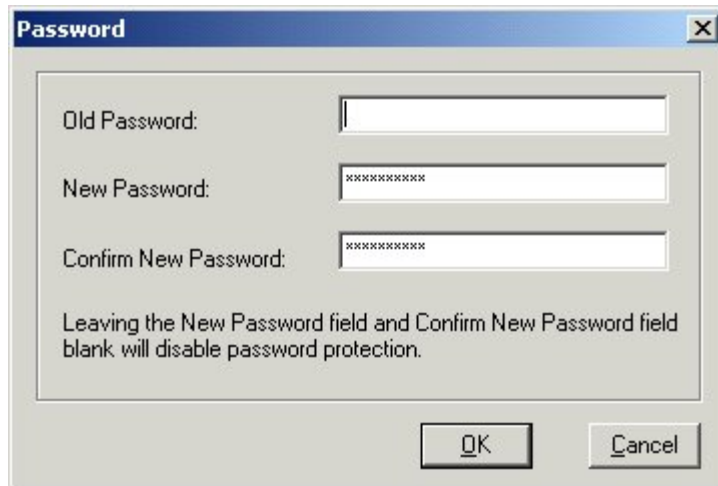 Password
Old Password:
New Password: **********
Confirm New Password: **********
Leaving the New Password field and Confirm New Password field
blank will disable password protection.
OK Cancel